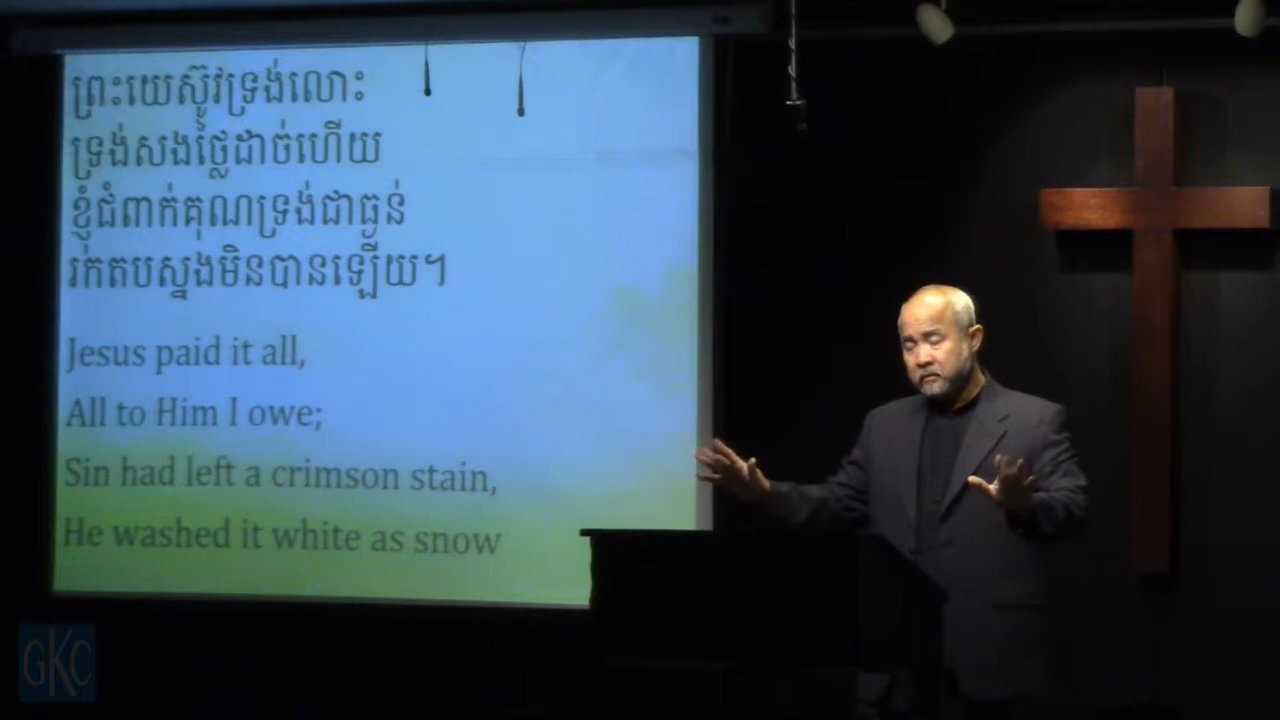 ព្រះយេស៊ូវទ្រង់លោះ
ទ្រង់សងថ្លៃដាច់ហើយ
ខ្ញុំជំពាក់គុណទ្រង់ជាធ្ងន់
រក់តបស្នងមិនបានឡើយ។
Jesus paid it all,
All to Him I owe;
Sin had left a crimson stain,
He washed it white as snow
GKC